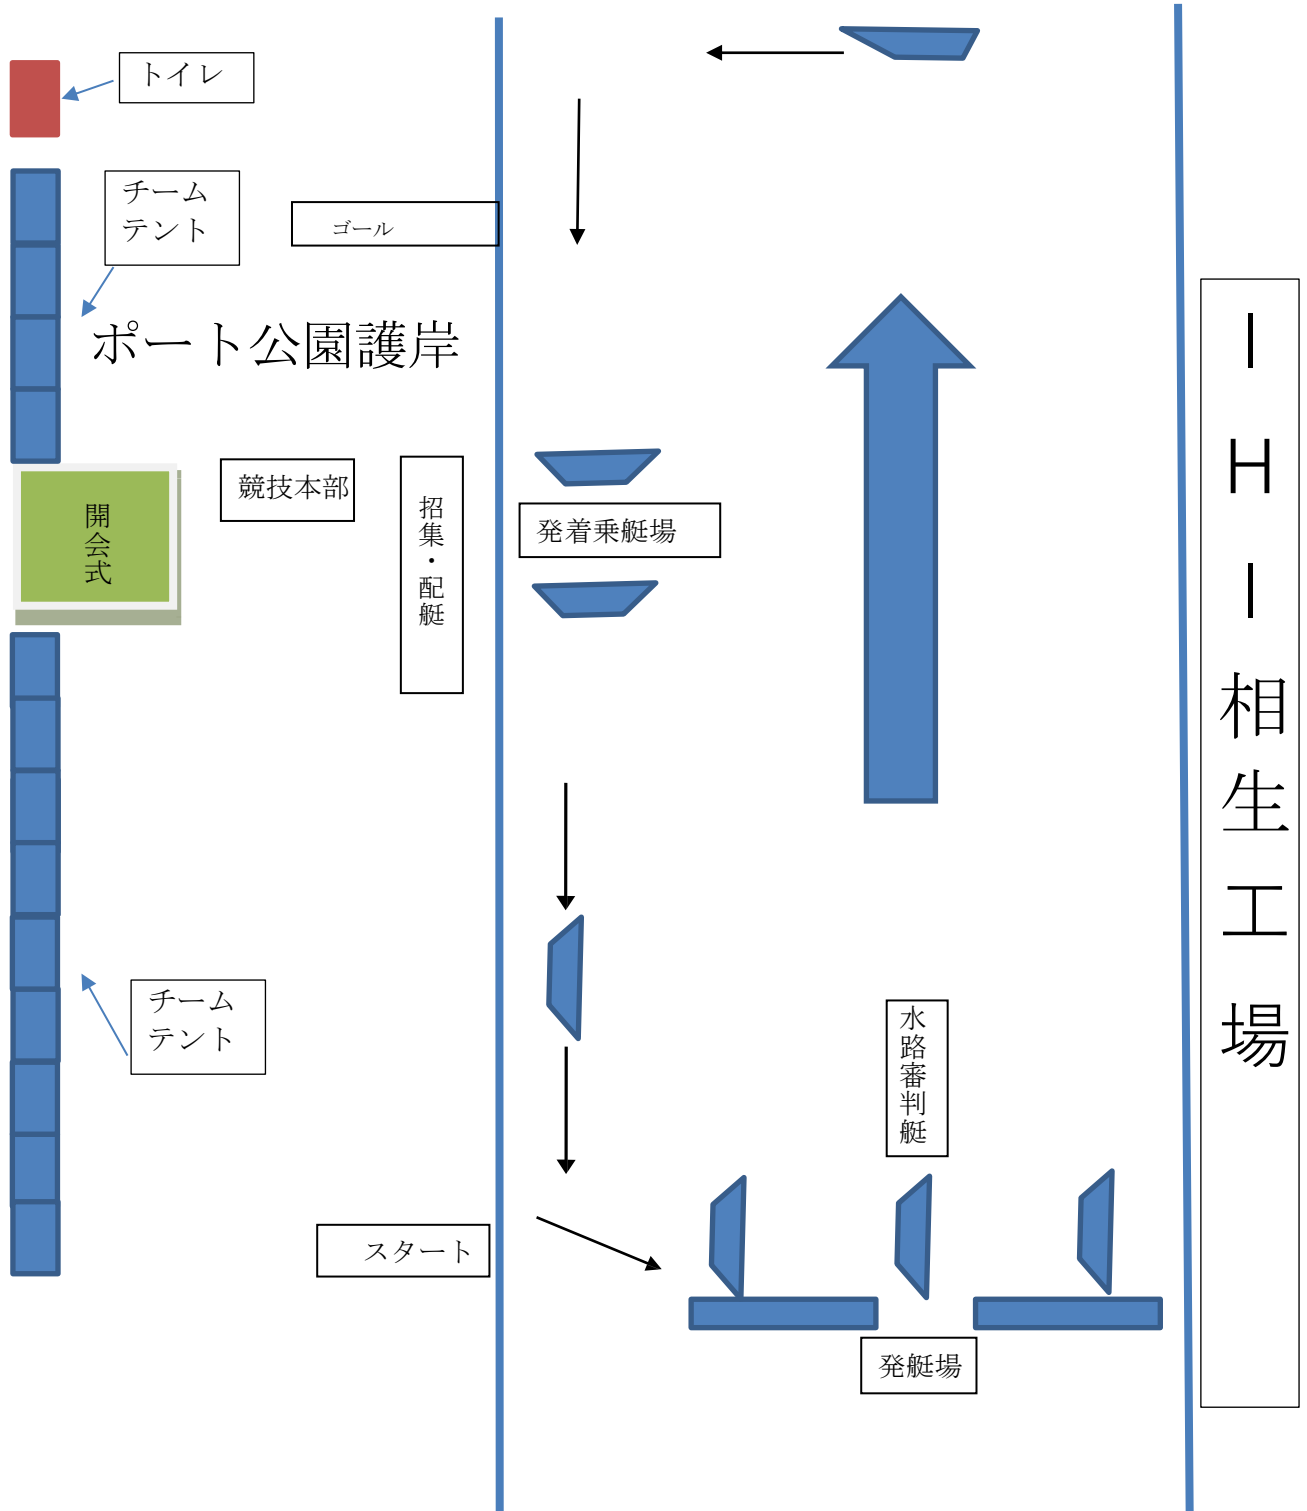 トイレ
チーム
テント
ゴール
ポート公園護岸
競技本部
招集・配艇
発着乗艇場
開会式
IHI相生工場
チーム
テント
水路審判艇
スタート
発艇場